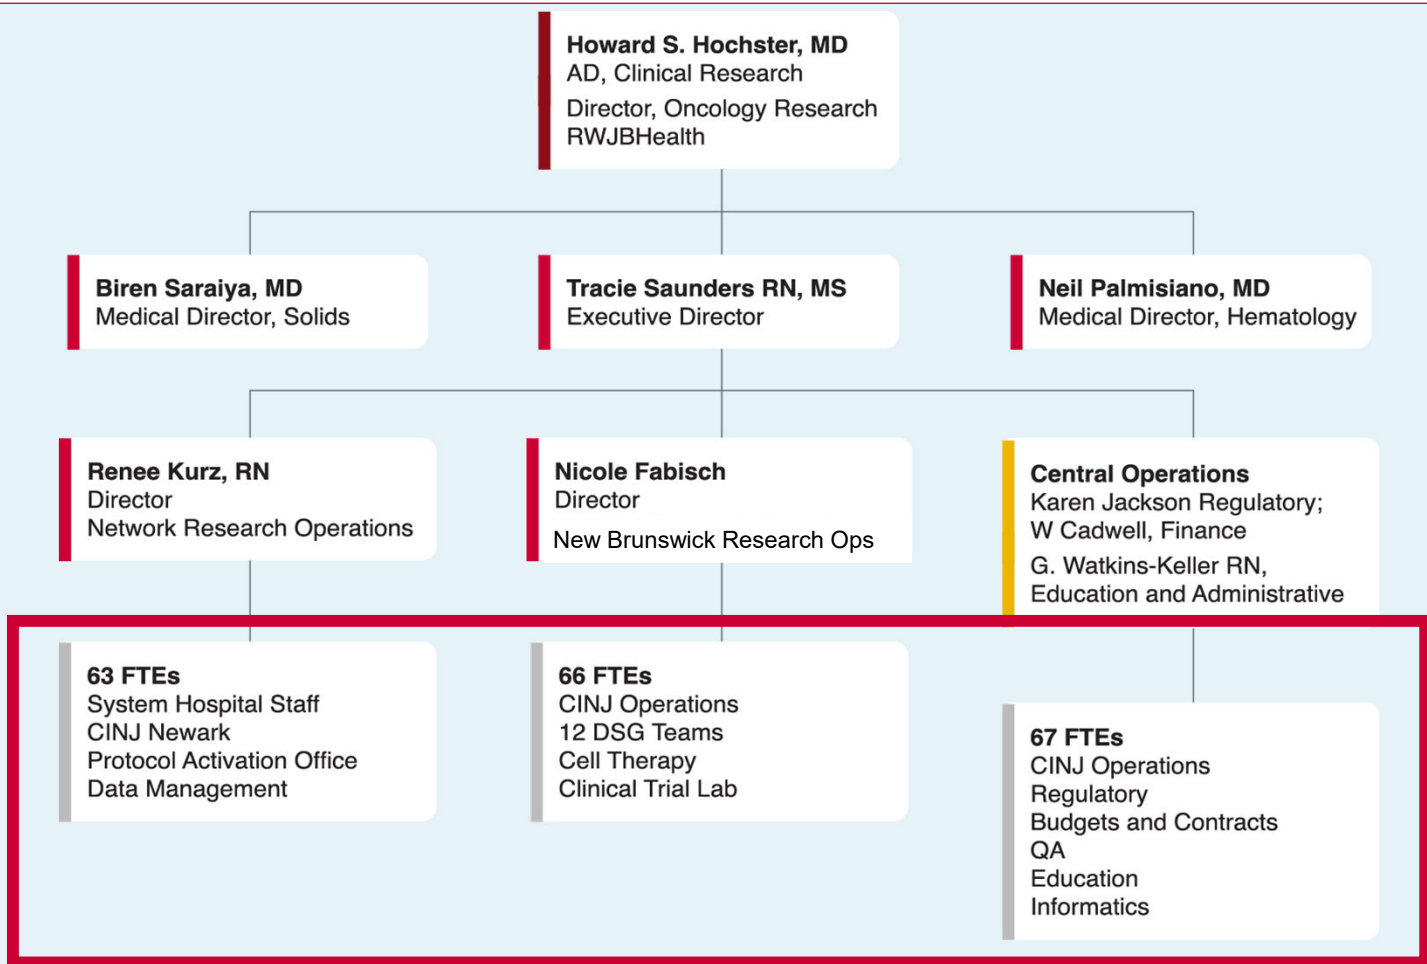 Howard S. Hochster, MD
AD, Clinical Research
Director, Oncology Research
RWJBHealth
Biren Saraiya, MD
Medical Director, Solids
Tracie Saunders RN, MS
Executive Director
Neil Palmisiano, MD
Medical Director, Hematology
Renee Kurz, RN
Director
Network Research Operations
Nicole Fabisch
Director
New Brunswick Research Ops
Central Operations
Karen Jackson Regulatory;
W Cadwell, Finance
G. Watkins-Keller RN,
Education and Administrative
63 FTEs
System Hospital Staff
CINJ Newark
Protocol Activation Office
Data Management
66 FTEs
CINJ Operations
12 DSG Teams
Cell Therapy
Clinical Trial Lab
67 FTEs
CINJ Operations
Regulatory
Budgets and Contracts
QA
Education
Informatics